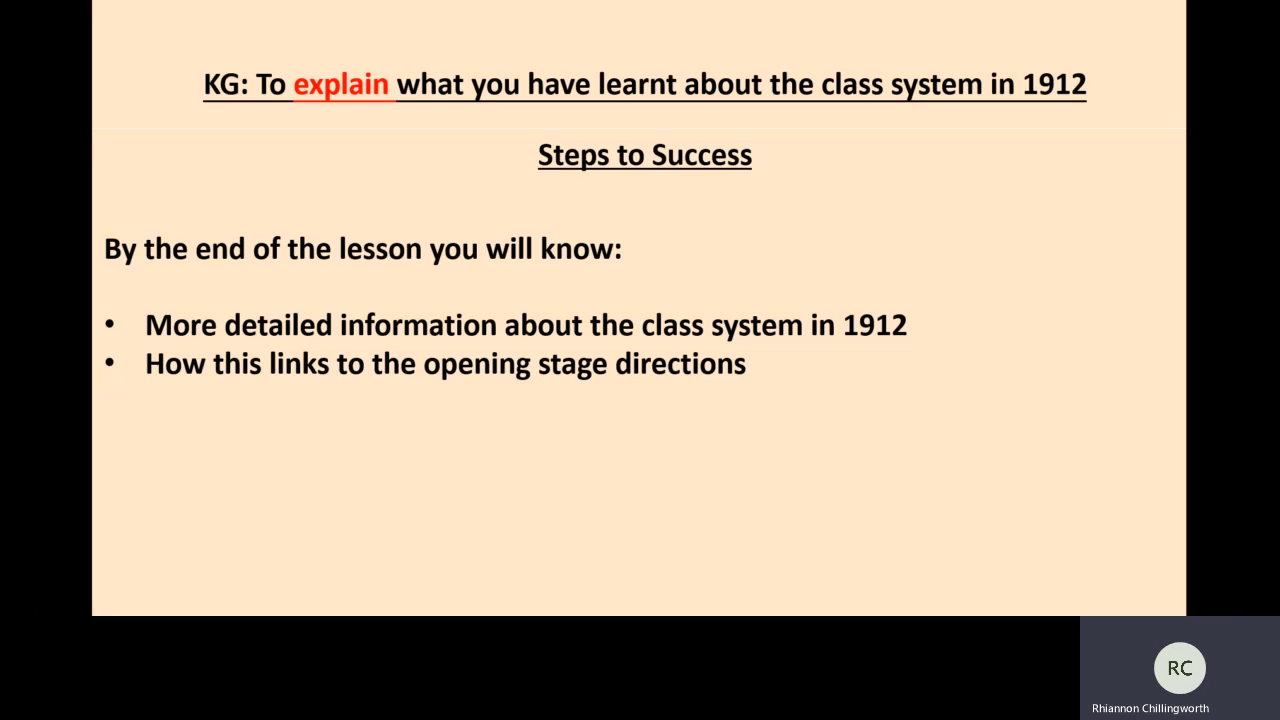 KG: To explain what you have learnt about the class system in 1912
Steps to Success
By the end of the lesson you will know:
• More detailed information about the class system in 1912
• How this links to the opening stage directions
RC
Rhiannon Chillingworth